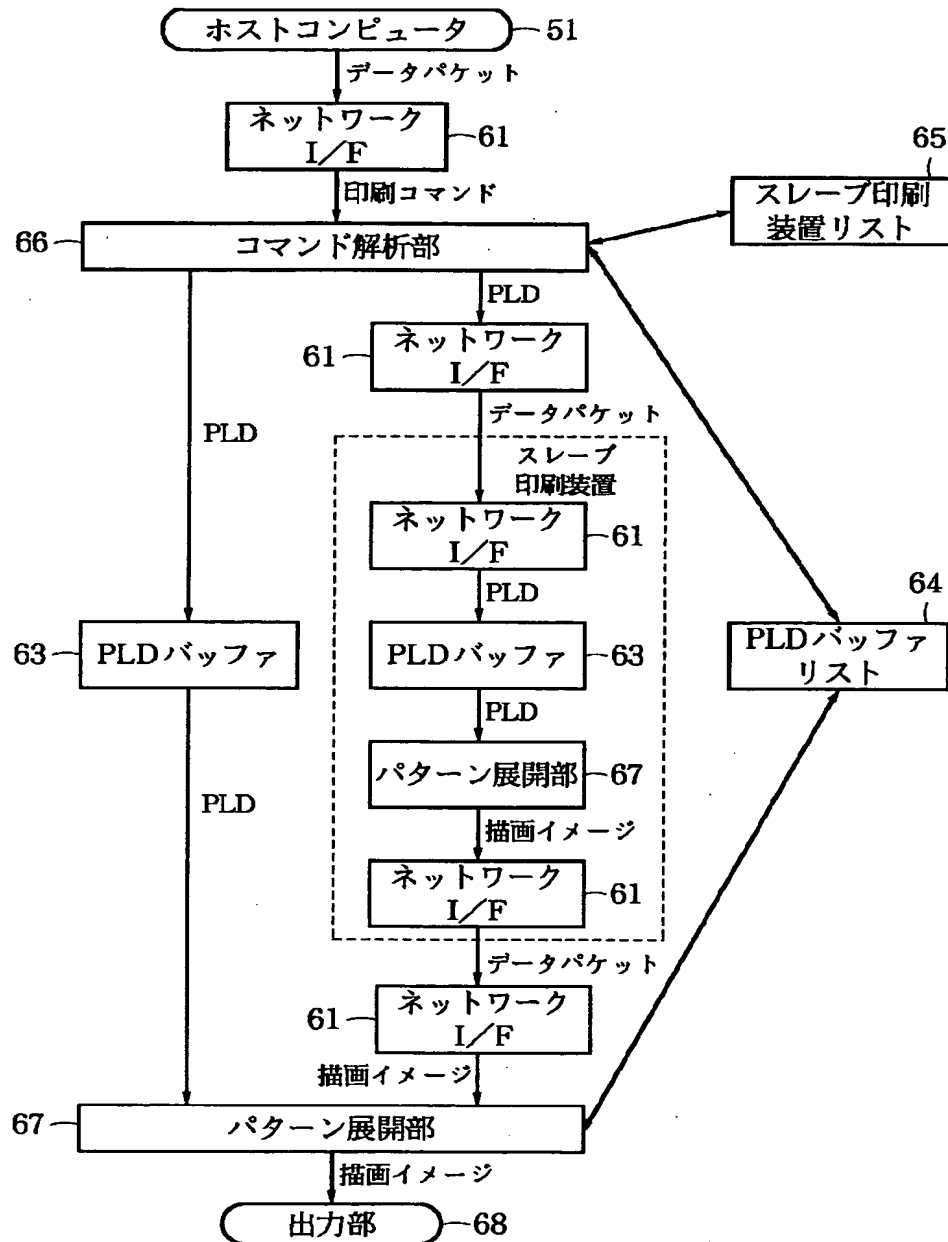 ホストコンピュータ
51
データパケット
ネットワーク
I/F
61
印刷コマンド
65
スレーブ印刷
装置リスト
66
コマンド解析部
PLD
61
ネットワーク
I/F
データパケット
PLD
スレーブ
印刷装置
ネットワーク
I/F
61
PLD
64
63
PLDバッファ
PLDバッファ
63
PLDバッファ
リスト
PLD
パターン展開部
67
PLD
描画イメージ
ネットワーク
I/F
61
データパケット
61
ネットワーク
I/F
描画イメージ
67
パターン展開部
描画イメージ
出力部
68